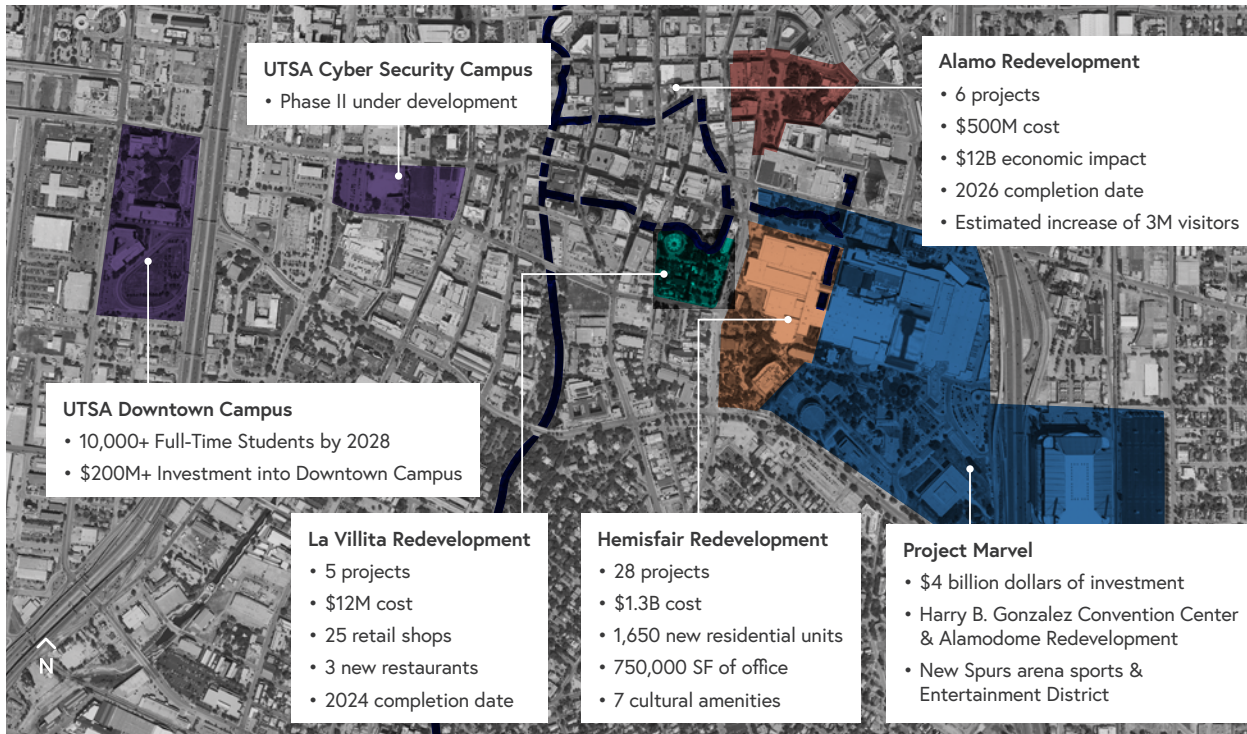 UTSA Cyber Security Campus
• Phase II under development
Alamo Redevelopment
• 6 projects
• $500M cost
• $12B economic impact
• 2026 completion date
• Estimated increase of 3M visitors
UTSA Downtown Campus
• 10,000+ Full-Time Students by 2028
• $200M+ Investment into Downtown Campus
La Villita Redevelopment
• 5 projects
• $12M cost
• 25 retail shops
• 3 new restaurants
• 2024 completion date
Hemisfair Redevelopment
• 28 projects
• $1.3B cost
• 1,650 new residential units
• 750,000 SF of office
• 7 cultural amenities
Project Marvel
• $4 billion dollars of investment
• Harry B. Gonzalez Convention Center
& Alamodome Redevelopment
• New Spurs arena sports &
Entertainment District
N